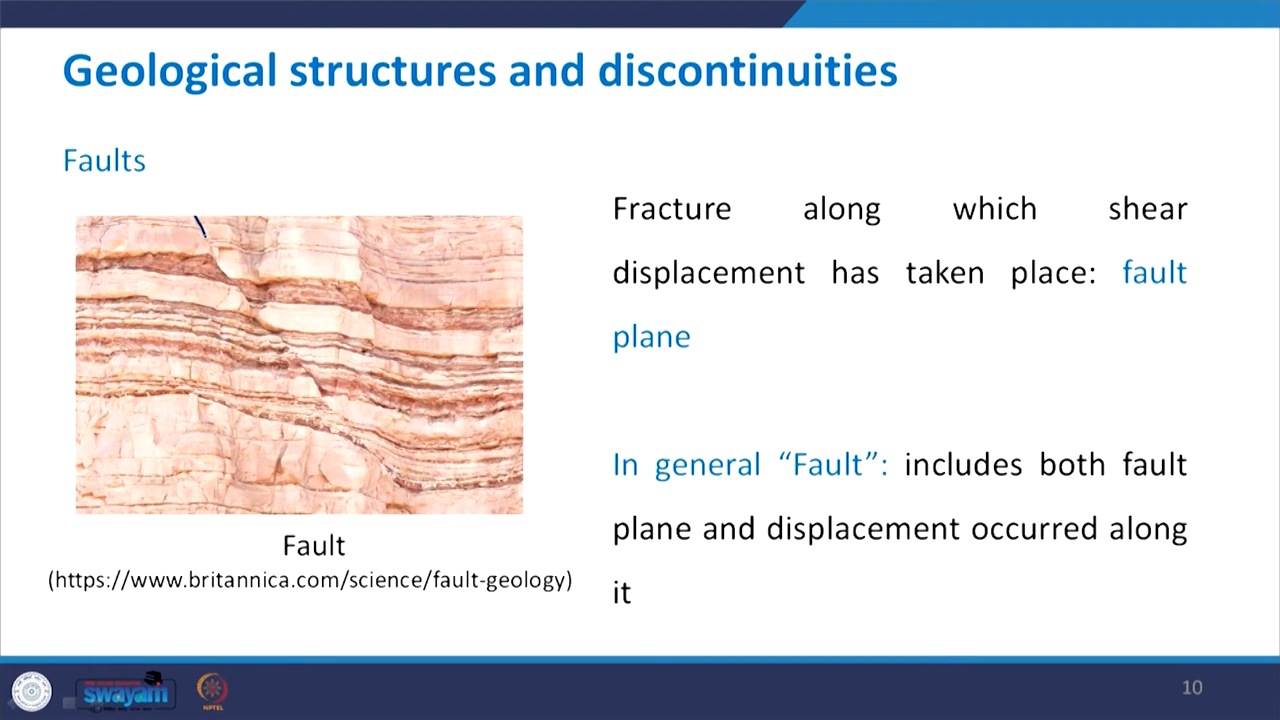 Geological structures and discontinuities
Faults
Fracture along which shear
displacement has taken place: fault
plane
In general “Fault”: includes both fault
plane and displacement occurred along
it
Fault
(https://www.britannica.com/science/fault-geology)
swayam
NPTEL
10